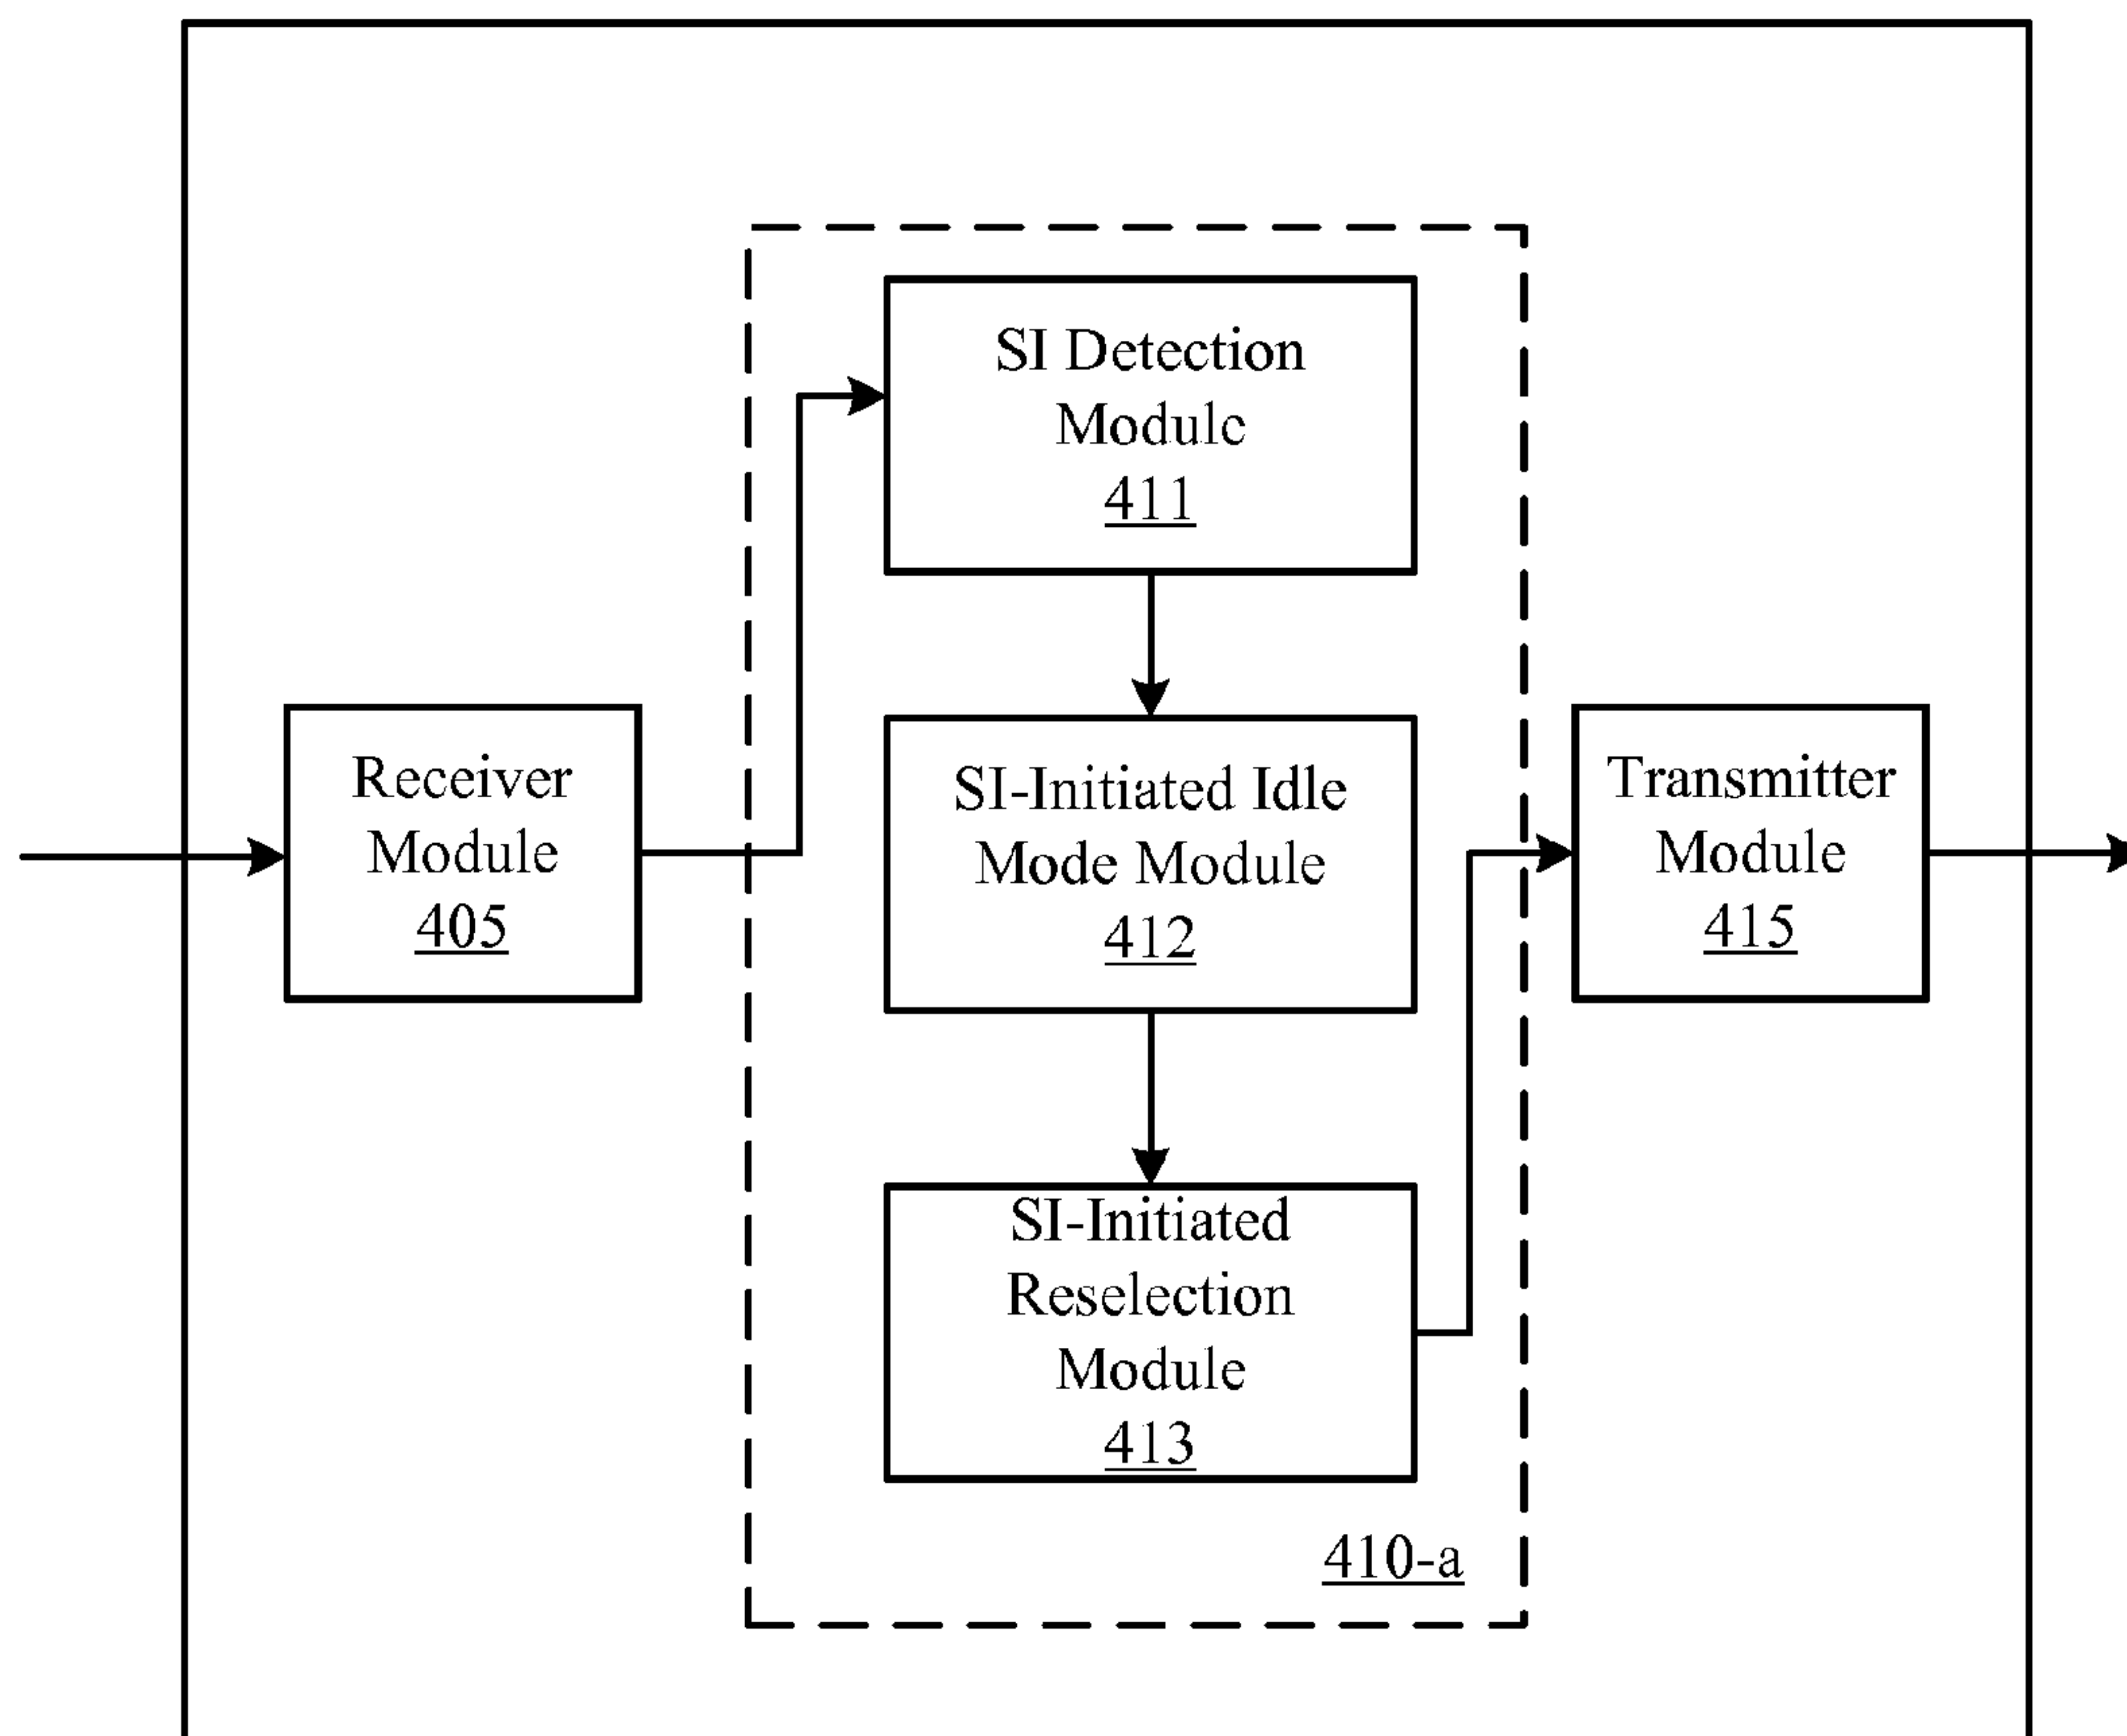 SI Detection
Module
411
Receiver
Module
405
SI-Initiated Idle
Mode Module
412
Transmitter
Module
415
SI-Initiated
Reselection
Module
413
410-a